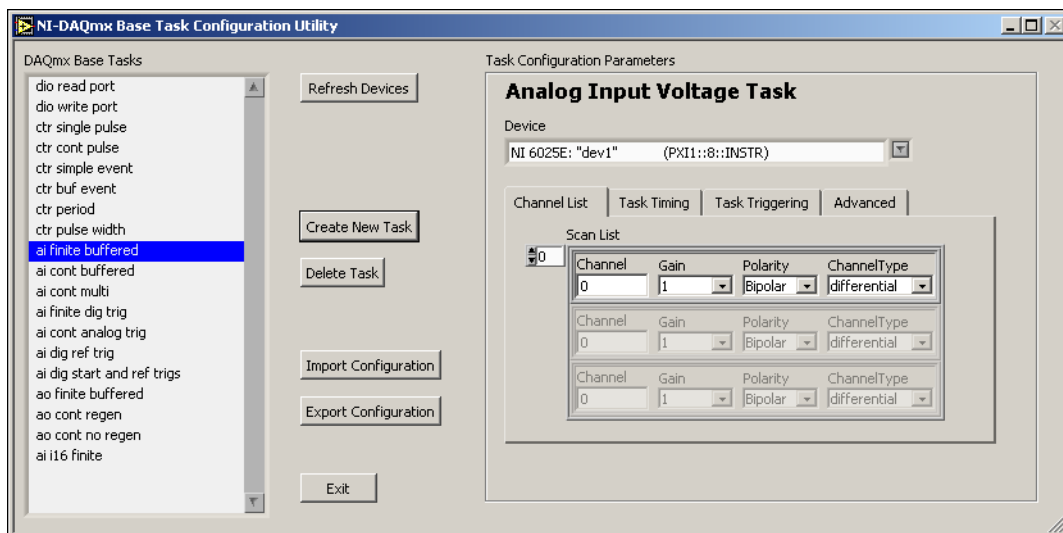 NI-DAQmx Base Task Configuration Utility
DAQmx Base Tasks
dio read port
dio write port
ctr single pulse
ctr cont pulse
ctr simple event
ctr buf event
ctr period
ctr pulse width
ai finite buffered
ai cont buffered
ai cont multi
ai finite dig trig
ai cont analog trig
ai dig ref trig
ai dig start and ref trigs
ao finite buffered
ao cont regen
ao cont no regen
ai i16 finite
Refresh Devices
Create New Task
Delete Task
Import Configuration
Export Configuration
Exit
Task Configuration Parameters
Analog Input Voltage Task
Device
NI 6025E: "dev1" (PXI1::8::INSTR)
Channel List Task Timing Task Triggering Advanced
Scan List
0
Channel Gain Polarity ChannelType
0 1 Bipolar differential
Channel Gain Polarity ChannelType
0 1 Bipolar differential
Channel Gain Polarity ChannelType
0 1 Bipolar differential